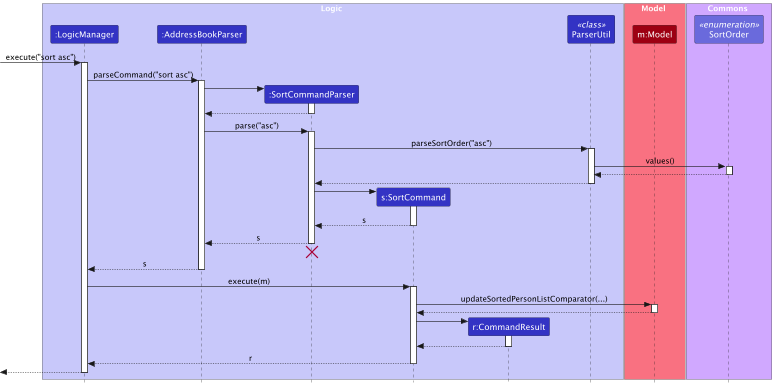 Logic
Model
Commons
:LogicManager
:AddressBookParser
«class»
ParserUtil
m:Model
«enumeration»
SortOrder
execute("sort asc")
parseCommand("sort asc")
:SortCommandParser
parse("asc")
parseSortOrder("asc")
values()
s:SortCommand
s
s
s
execute(m)
updateSortedPersonListComparator(...)
r:CommandResult
r